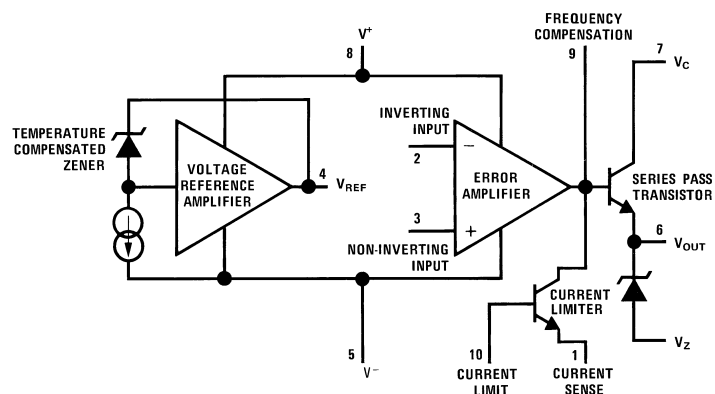 FREQUENCY
COMPENSATION
V+
8
9
7
VC
TEMPERATURE
COMPENSATED
ZENER
VOLTAGE
REFERENCE
AMPLIFIER
4
VREF
INVERTING
INPUT
2
−
ERROR
AMPLIFIER
3
+
NON-INVERTING
INPUT
SERIES PASS
TRANSISTOR
6
VOUT
CURRENT
LIMITER
VZ
5
V−
10
CURRENT
LIMIT
1
CURRENT
SENSE